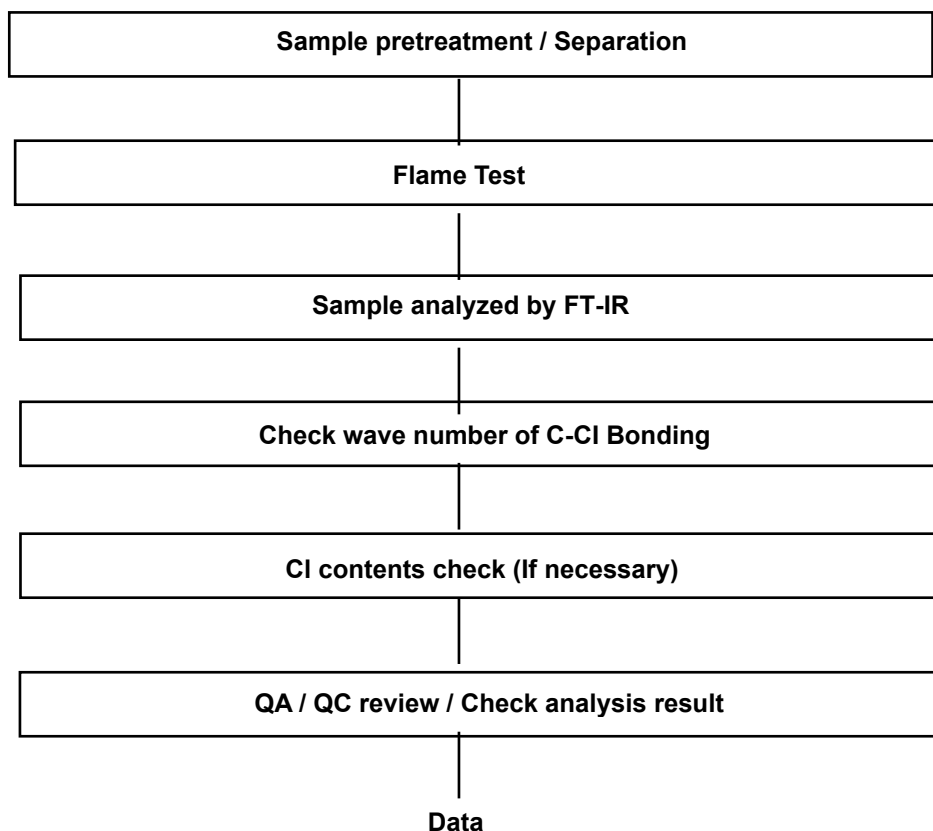 Sample pretreatment / Separation
Flame Test
Sample analyzed by FT-IR
Check wave number of C-Cl Bonding
Cl contents check (If necessary)
QA / QC review / Check analysis result
Data